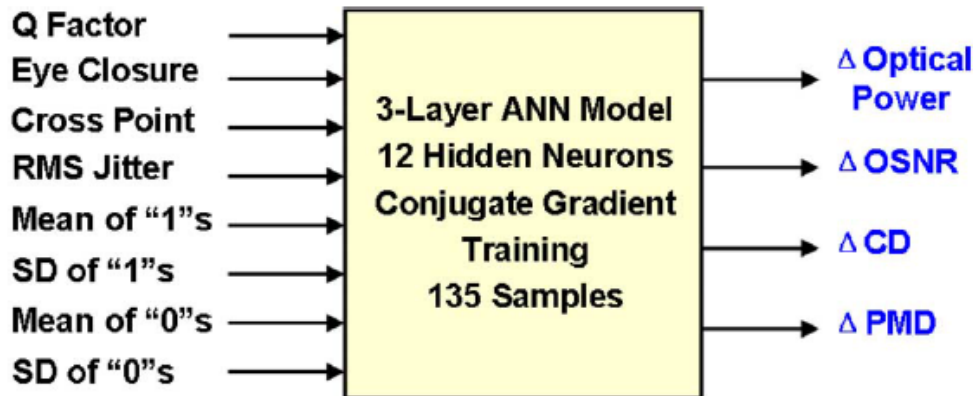 Q Factor
Eye Closure
Cross Point
RMS Jitter
Mean of “1”s
SD of “1”s
Mean of “0”s
SD of “0”s
3-Layer ANN Model
12 Hidden Neurons
Conjugate Gradient
Training
135 Samples
Δ Optical
Power
Δ OSNR
Δ CD
Δ PMD